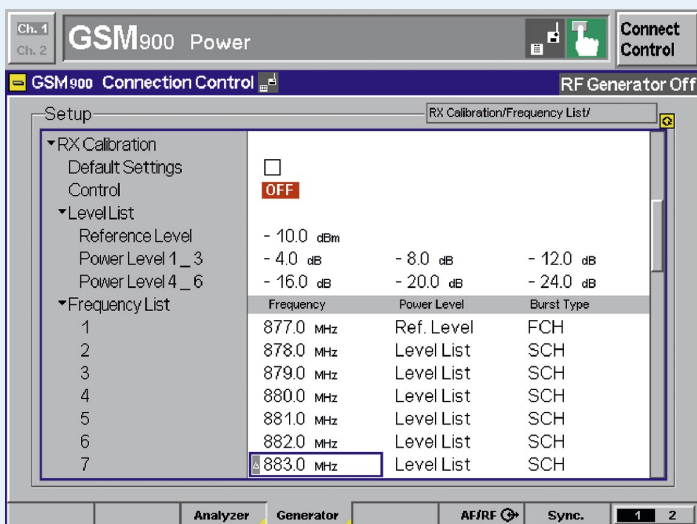 Ch. 1
Ch. 2
GSM900 Power
Connect
Control
GSM900 Connection Control
RF Generator Off
Setup
RX Calibration/Frequency List/
RX Calibration
Default Settings
Control OFF
Level List
Reference Level - 10.0 dBm
Power Level 1_3 - 4.0 dB - 8.0 dB - 12.0 dB
Power Level 4_6 - 16.0 dB - 20.0 dB - 24.0 dB
Frequency List Frequency Power Level Burst Type
1 877.0 MHz Ref. Level FCH
2 878.0 MHz Level List SCH
3 879.0 MHz Level List SCH
4 880.0 MHz Level List SCH
5 881.0 MHz Level List SCH
6 882.0 MHz Level List SCH
7 883.0 MHz Level List SCH
Analyzer Generator AF/RF Sync. 1 2